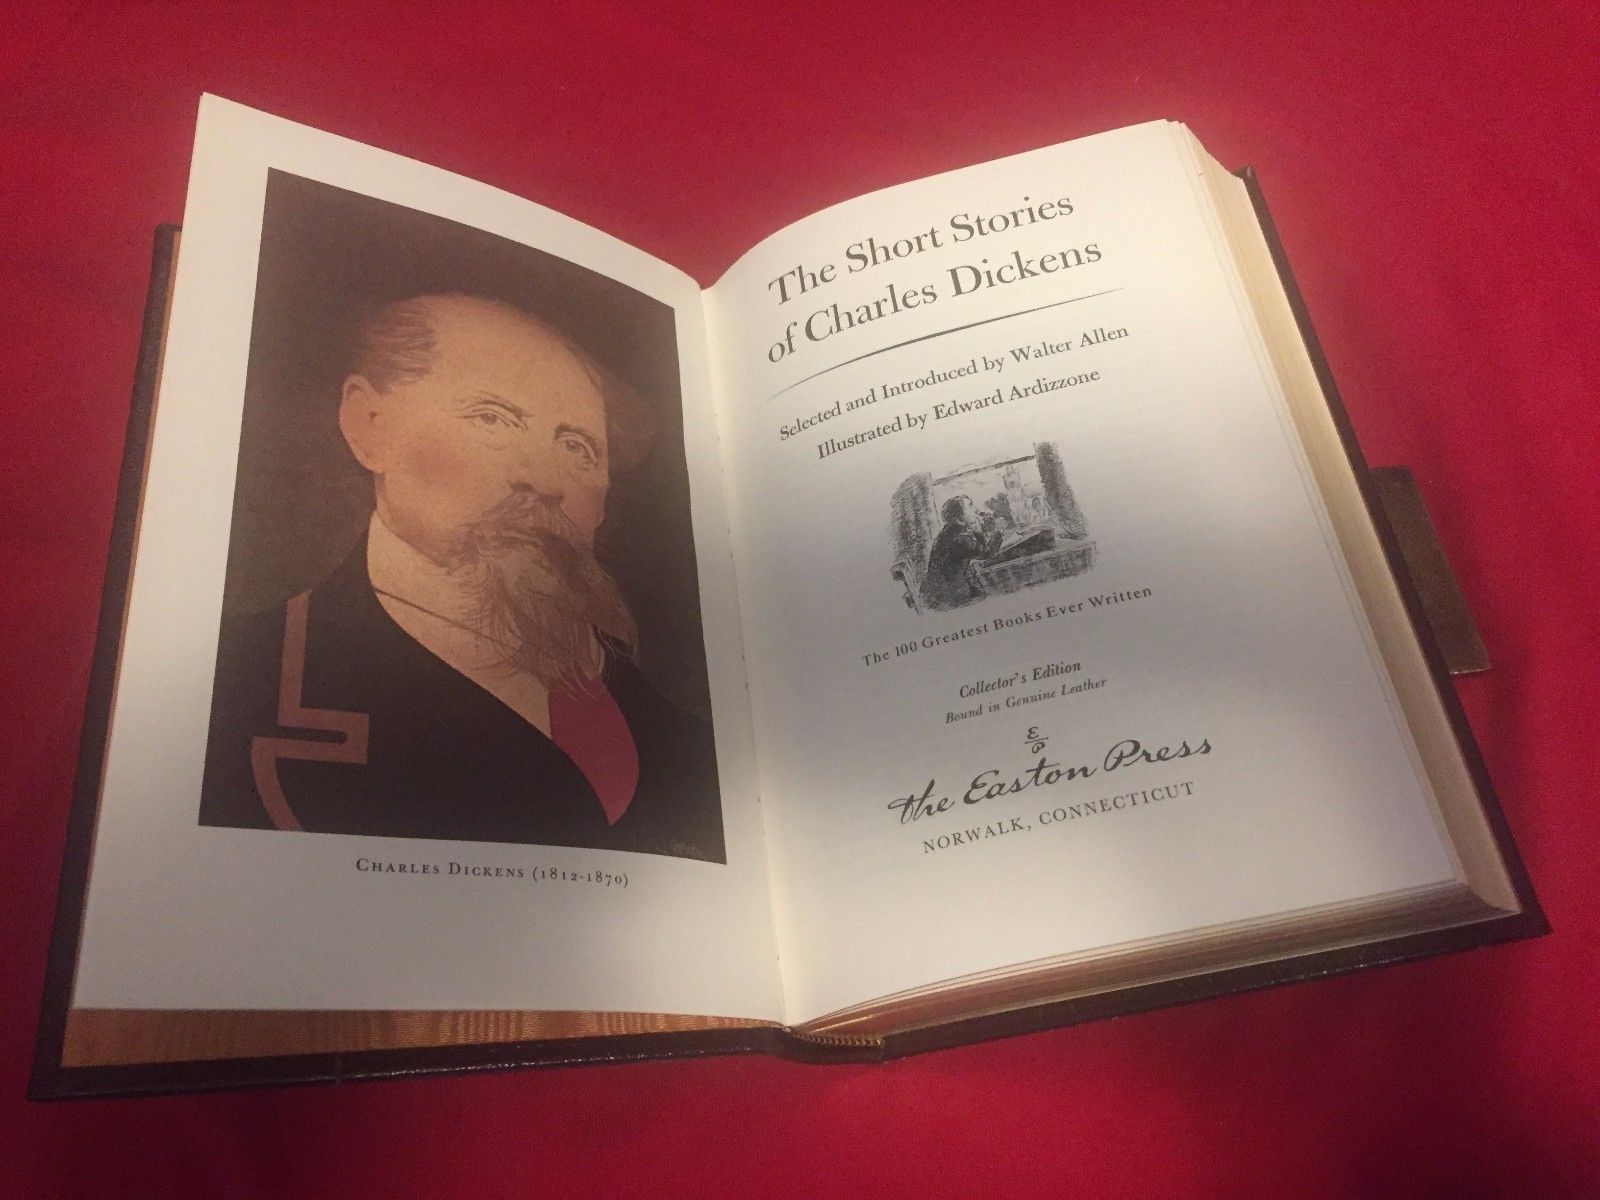 CHARLES DICKENS (1812-1870)
The Short Stories
of Charles Dickens
Selected and Introduced by Walter Allen
Illustrated by Edward Ardizzone
The 100 Greatest Books Ever Written
Collector's Edition
Bound in Genuine Leather
E
P
The Easton Press
NORWALK, CONNECTICUT